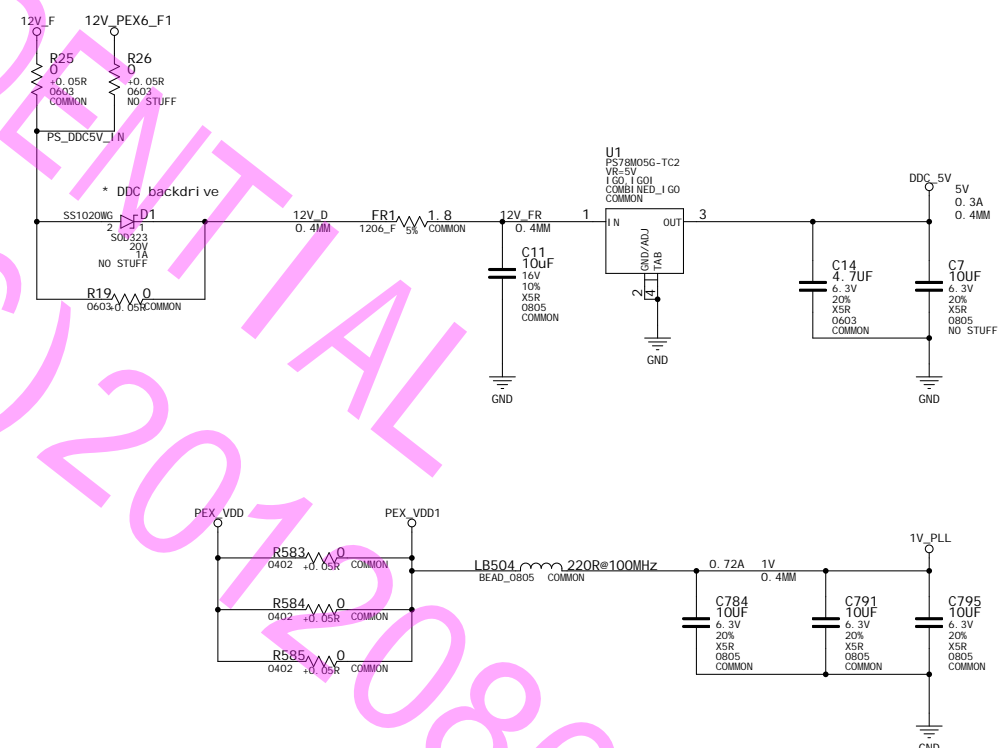 12V_F
12V_PEX6_F1
R25
0
+0.05R
0603
COMMON
R26
0
+0.05R
0603
NO STUFF
PS_DDC5V_IN
* DDC backdrive
SS1020WG
D1
2
1
SOD323
20V
1A
NO STUFF
R19
0
0603
+0.05R
COMMON
12V_D
0.4MM
FR1
1.8
1206_F
5%
COMMON
12V_FR
0.4MM
C11
10uF
16V
10%
X5R
0805
COMMON
GND
U1
PS78M05G-TC2
VR=5V
IGO,IGOI
COMBINED_IGO
COMMON
1
IN
OUT
3
GND/ADJ
TAB
2
4
GND
DDC_5V
5V
0.3A
0.4MM
C14
4.7UF
6.3V
20%
X5R
0603
COMMON
C7
10UF
6.3V
20%
X5R
0805
NO STUFF
GND
PEX_VDD
PEX_VDD1
R583
0
0402
+0.05R
COMMON
R584
0
0402
+0.05R
COMMON
R585
0
0402
+0.05R
COMMON
LB504
220R@100MHz
BEAD_0805
COMMON
0.72A
1V
0.4MM
1V_PLL
C784
10UF
6.3V
20%
X5R
0805
COMMON
C791
10UF
6.3V
20%
X5R
0805
COMMON
C795
10UF
6.3V
20%
X5R
0805
COMMON
GND
DENTIAL
) 2012080